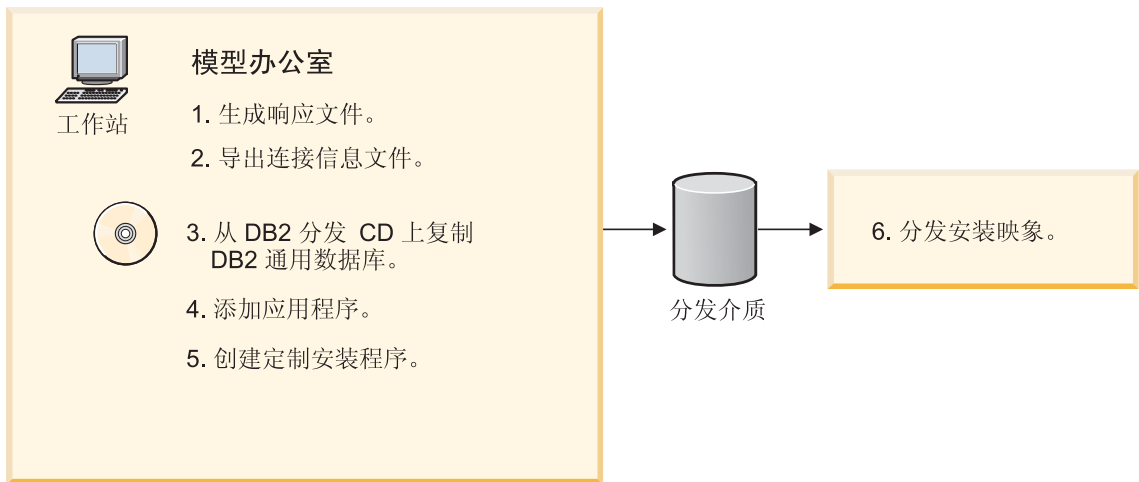 模型办公室
工作站
1. 生成响应文件。
2. 导出连接信息文件。
3. 从 DB2 分发 CD 上复制
DB2 通用数据库。
4. 添加应用程序。
5. 创建定制安装程序。
分发介质
6. 分发安装映象。